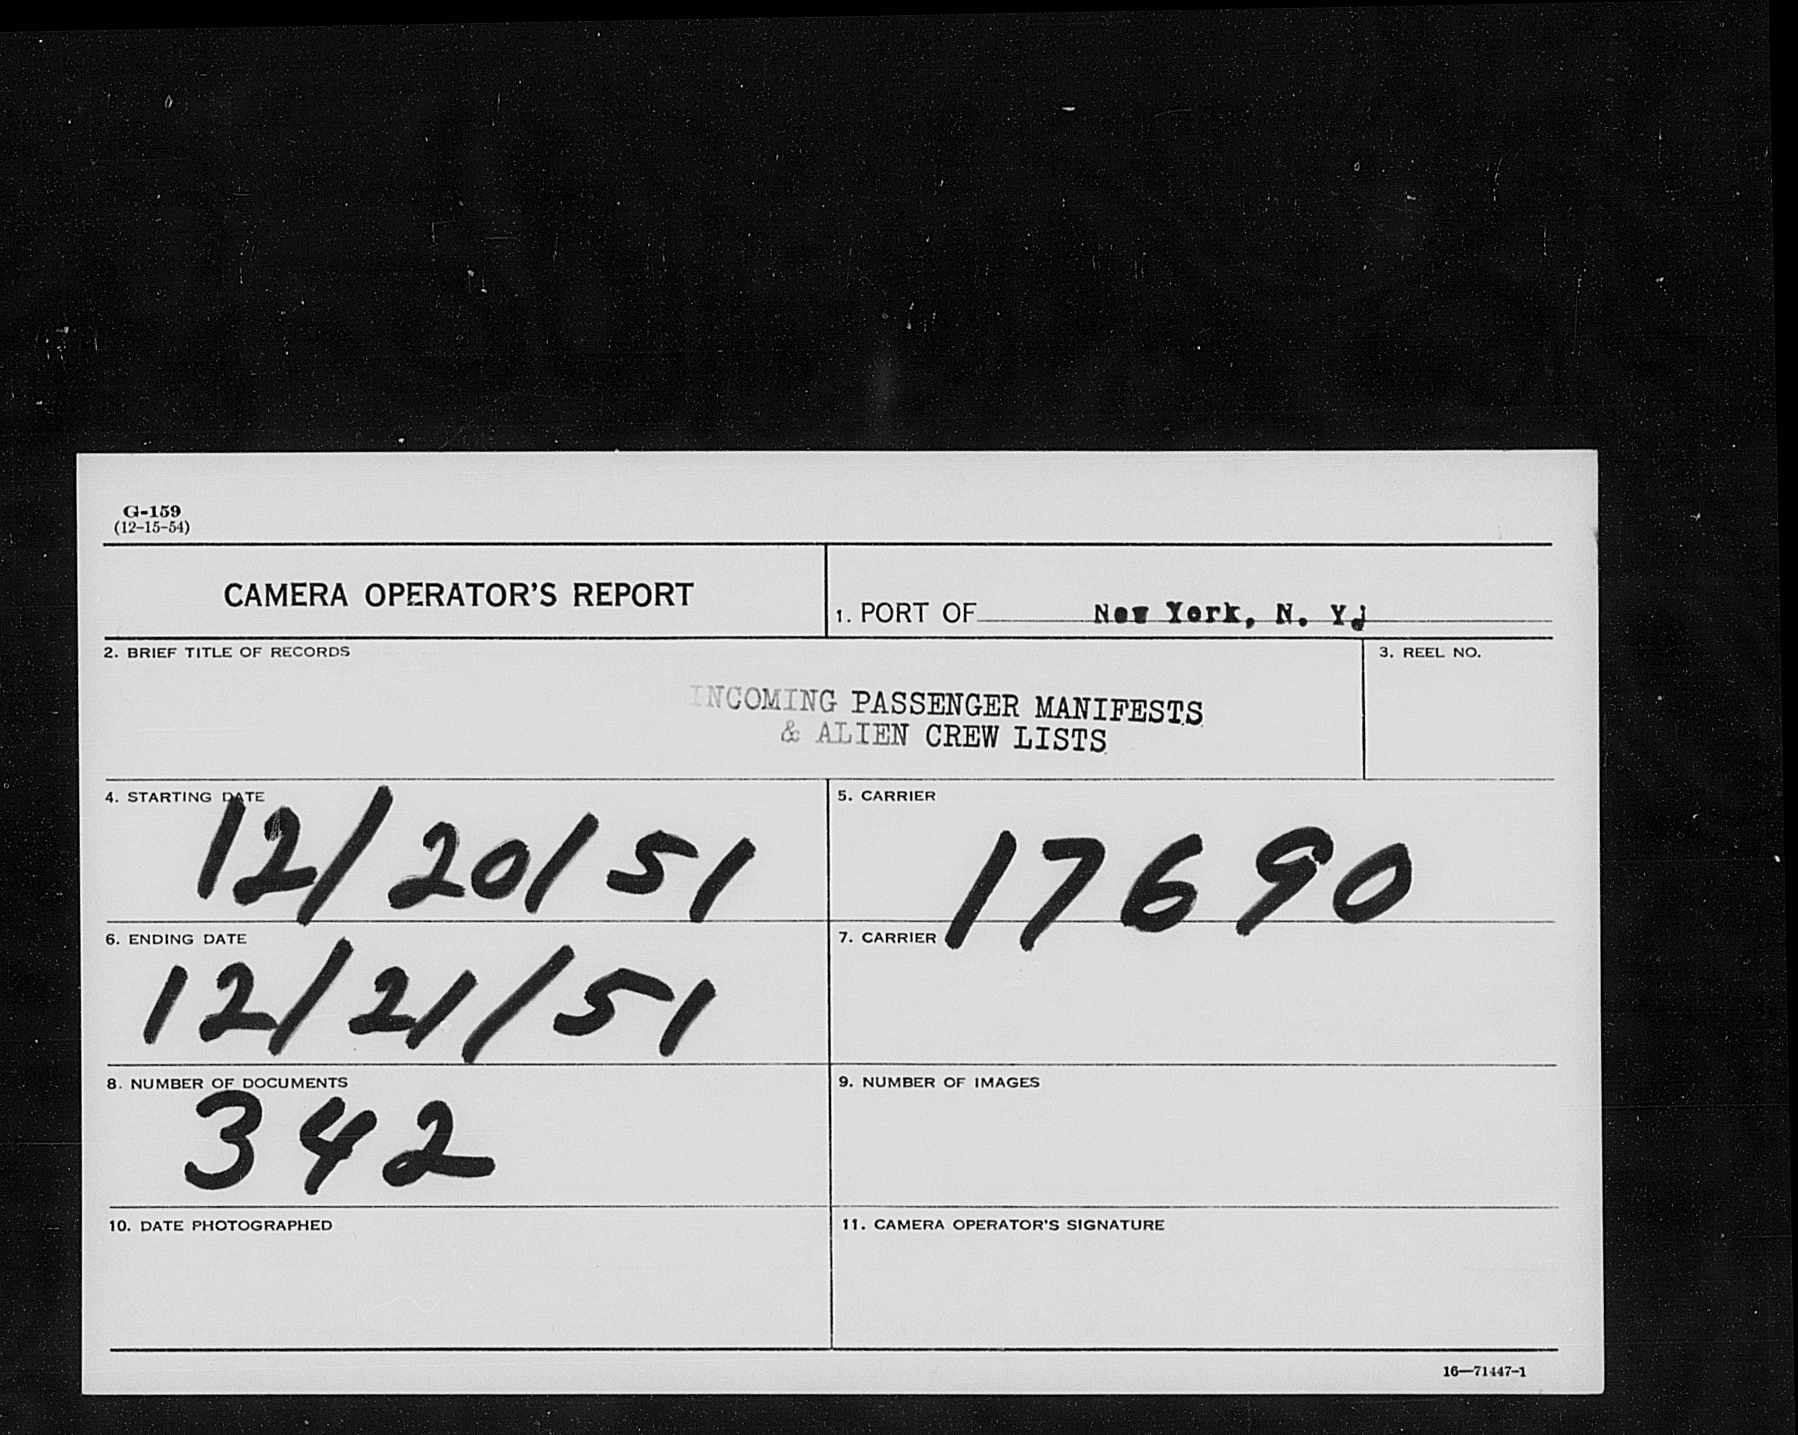 G-159
(12-15-54)
CAMERA OPERATOR'S REPORT
1. PORT OF New York, N. Y.
2. BRIEF TITLE OF RECORDS
3. REEL NO.
INCOMING PASSENGER MANIFESTS
& ALIEN CREW LISTS
4. STARTING DATE
12/20/51
5. CARRIER
17690
6. ENDING DATE
12/21/51
7. CARRIER
8. NUMBER OF DOCUMENTS
342
9. NUMBER OF IMAGES
10. DATE PHOTOGRAPHED
11. CAMERA OPERATOR'S SIGNATURE
16—71447-1